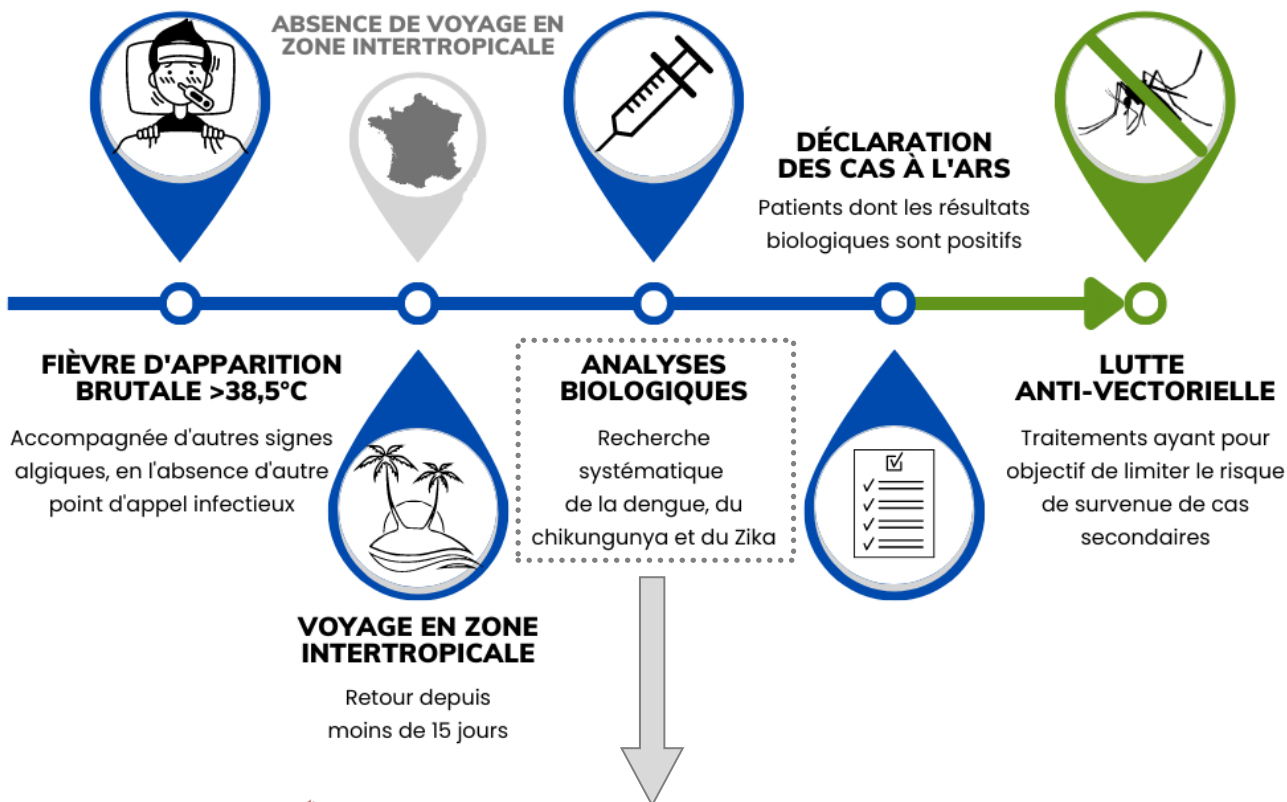 ABSENCE DE VOYAGE EN
ZONE INTERTROPICALE
DÉCLARATION
DES CAS À L'ARS
Patients dont les résultats
biologiques sont positifs
FIÈVRE D'APPARITION
BRUTALE >38,5°C
Accompagnée d'autres signes
algiques, en l'absence d'autre
point d'appel infectieux
VOYAGE EN ZONE
INTERTROPICALE
Retour depuis
moins de 15 jours
ANALYSES
BIOLOGIQUES
Recherche
systématique
de la dengue, du
chikungunya et du Zika
LUTTE
ANTI-VECTORIELLE
Traitements ayant pour
objectif de limiter le risque
de survenue de cas
secondaires